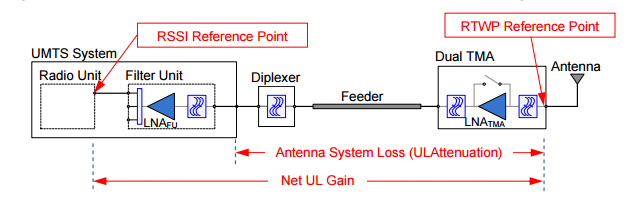 RTWP Reference Point
RSSI Reference Point
UMTS System
Dual TMA
Radio Unit
Filter Unit
Diplexer
Antenna
Feeder
LNAFU
LNATMA
Antenna System Loss (ULAttenuation)
Net UL Gain